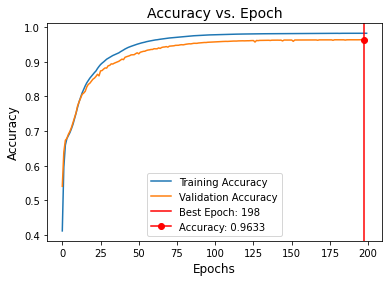 Accuracy vs. Epoch
Accuracy
1.0
0.9
0.8
0.7
0.6
0.5
0.4
Training Accuracy
Validation Accuracy
Best Epoch: 198
Accuracy: 0.9633
0 25 50 75 100 125 150 175 200
Epochs